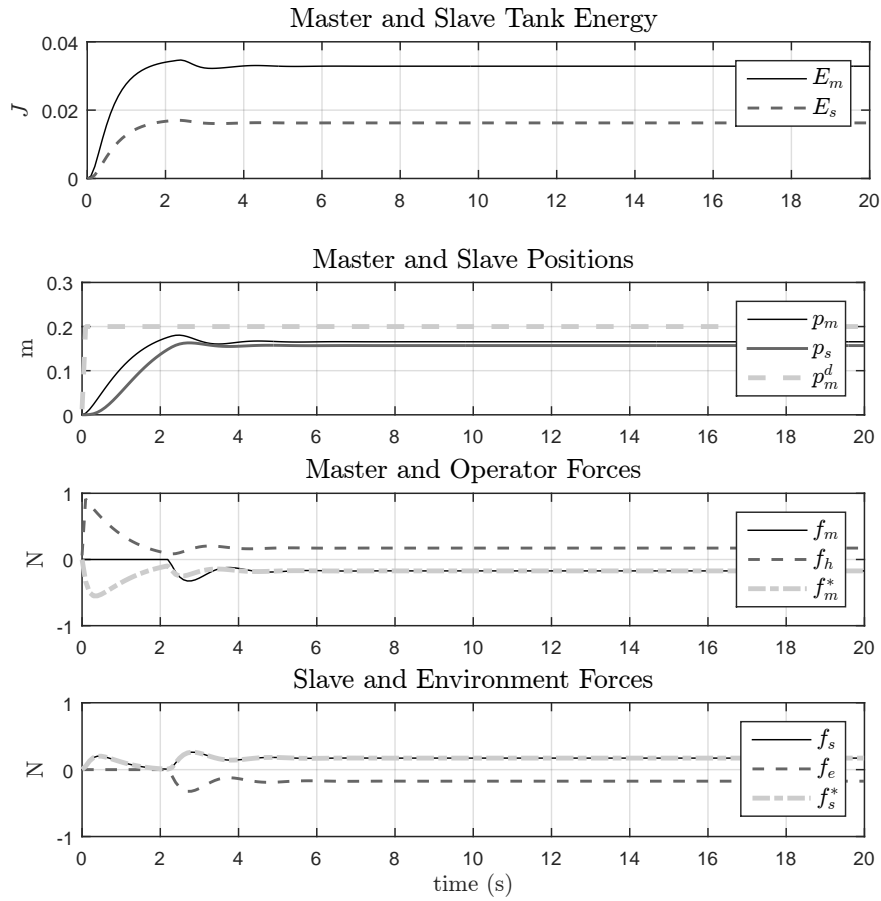 Master and Slave Tank Energy
0.04
0.02
0
J
E_m
E_s
0 2 4 6 8 10 12 14 16 18 20
Master and Slave Positions
0.3
0.2
0.1
0
m
p_m
p_s
p_m^d
0 2 4 6 8 10 12 14 16 18 20
Master and Operator Forces
1
0
-1
N
f_m
f_h
f_m^*
0 2 4 6 8 10 12 14 16 18 20
Slave and Environment Forces
1
0
-1
N
f_s
f_e
f_s^*
0 2 4 6 8 10 12 14 16 18 20
time (s)